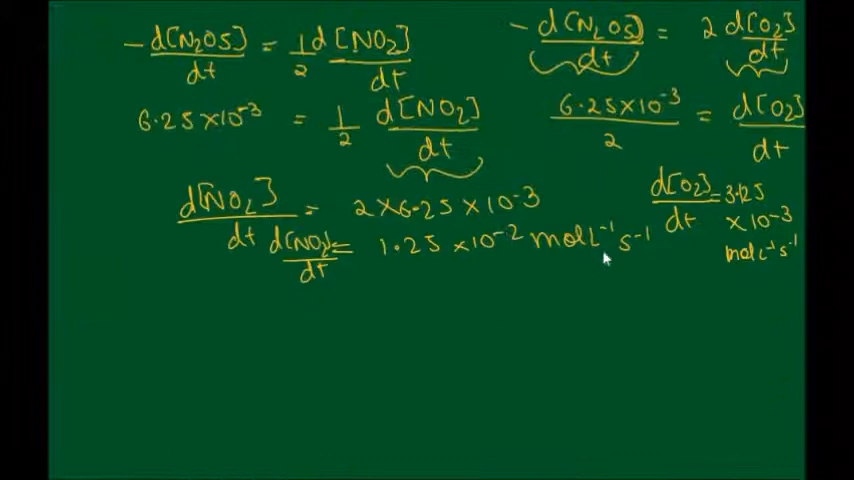 -d[N2O5]/dt = 1/2 d[NO2]/dt
6.25×10^-3 = 1/2 d[NO2]/dt
d[NO2]/dt = 2×6.25×10^-3
d[NO2]/dt = 1.25×10^-2 mol L^-1 s^-1
-d[N2O5]/dt = 2 d[O2]/dt
6.25×10^-3/2 = d[O2]/dt
d[O2]/dt = 3.125
×10^-3
mol L^-1 s^-1